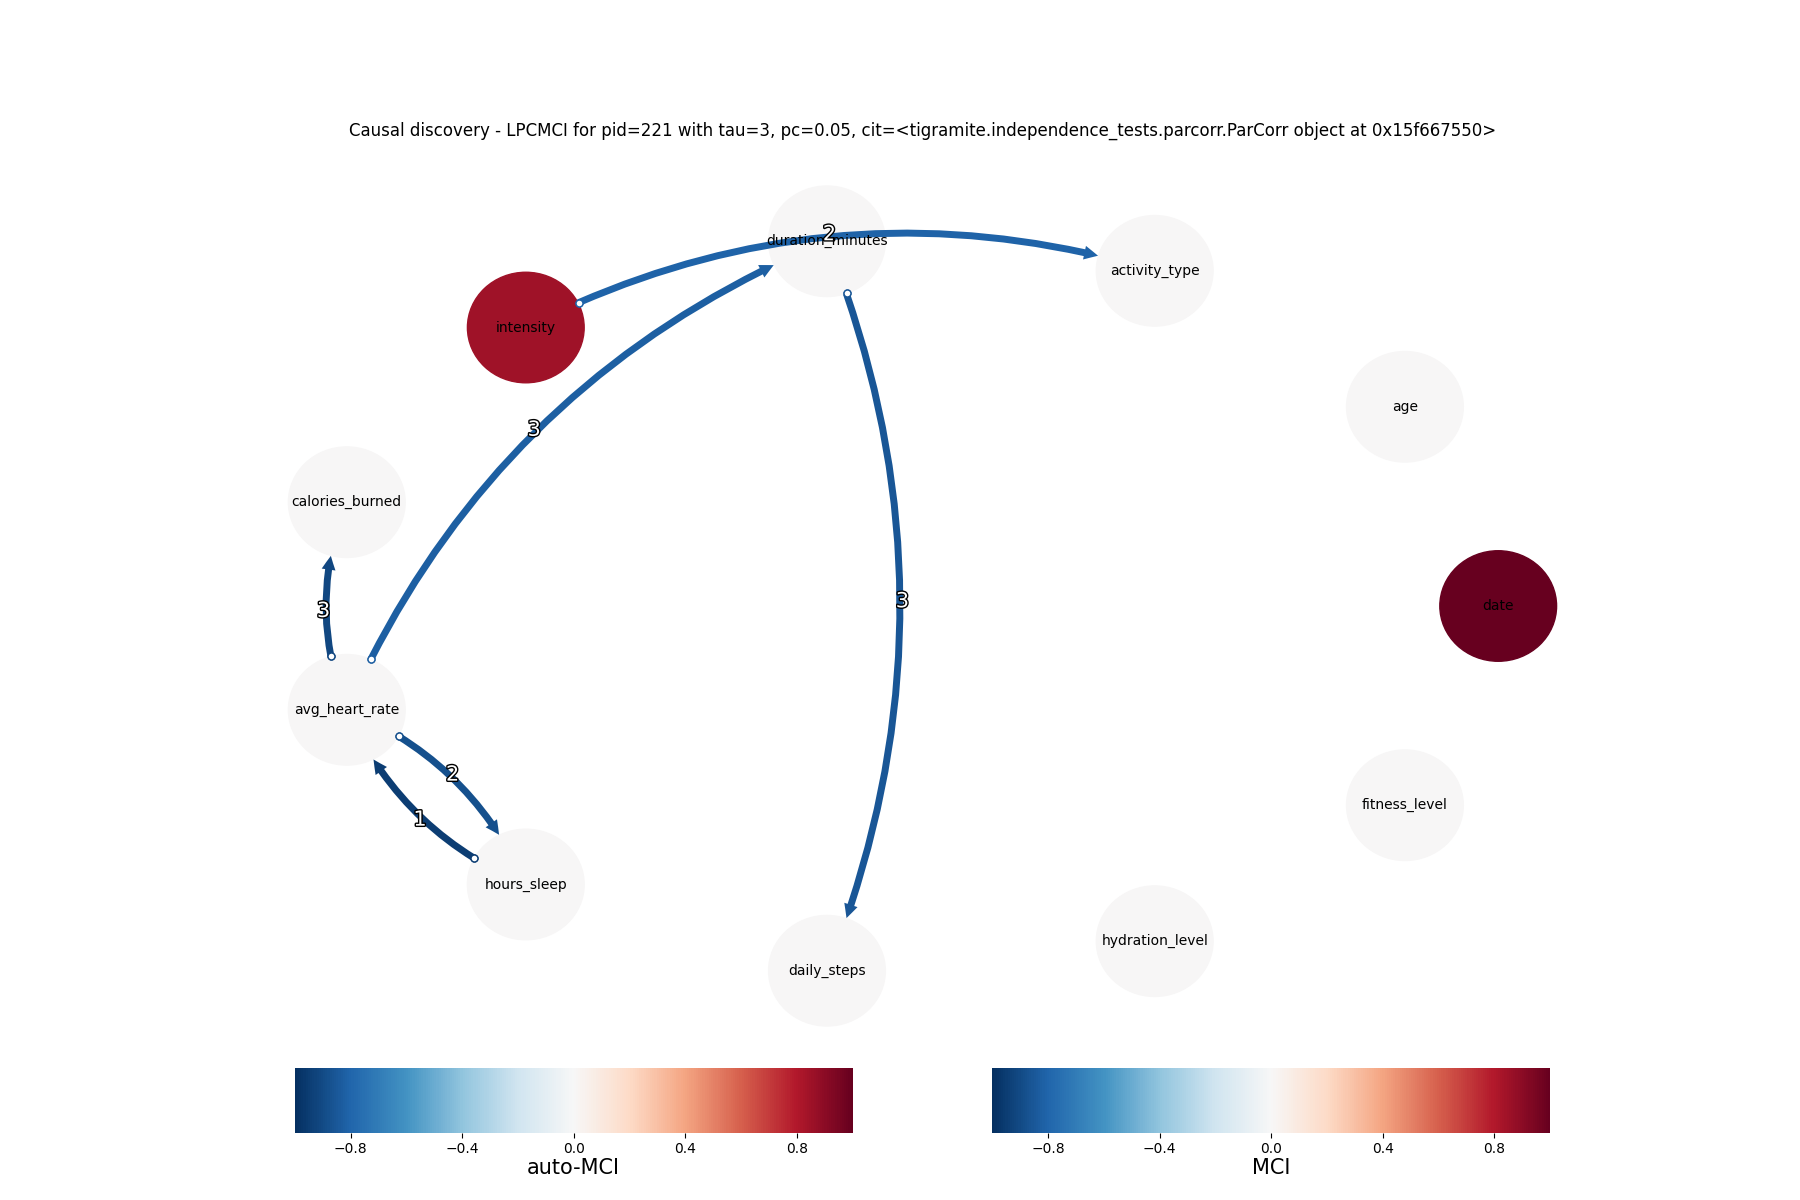 Causal discovery - LPCMCI for pid=221 with tau=3, pc=0.05, cit=<tigramite.independence_tests.parcorr.ParCorr object at 0x15f667550>
2
duration_minutes
activity_type
intensity
age
3
calories_burned
3
date
3
avg_heart_rate
2
1
fitness_level
hours_sleep
hydration_level
daily_steps
−0.8 −0.4 0.0 0.4 0.8
auto-MCI
−0.8 −0.4 0.0 0.4 0.8
MCI